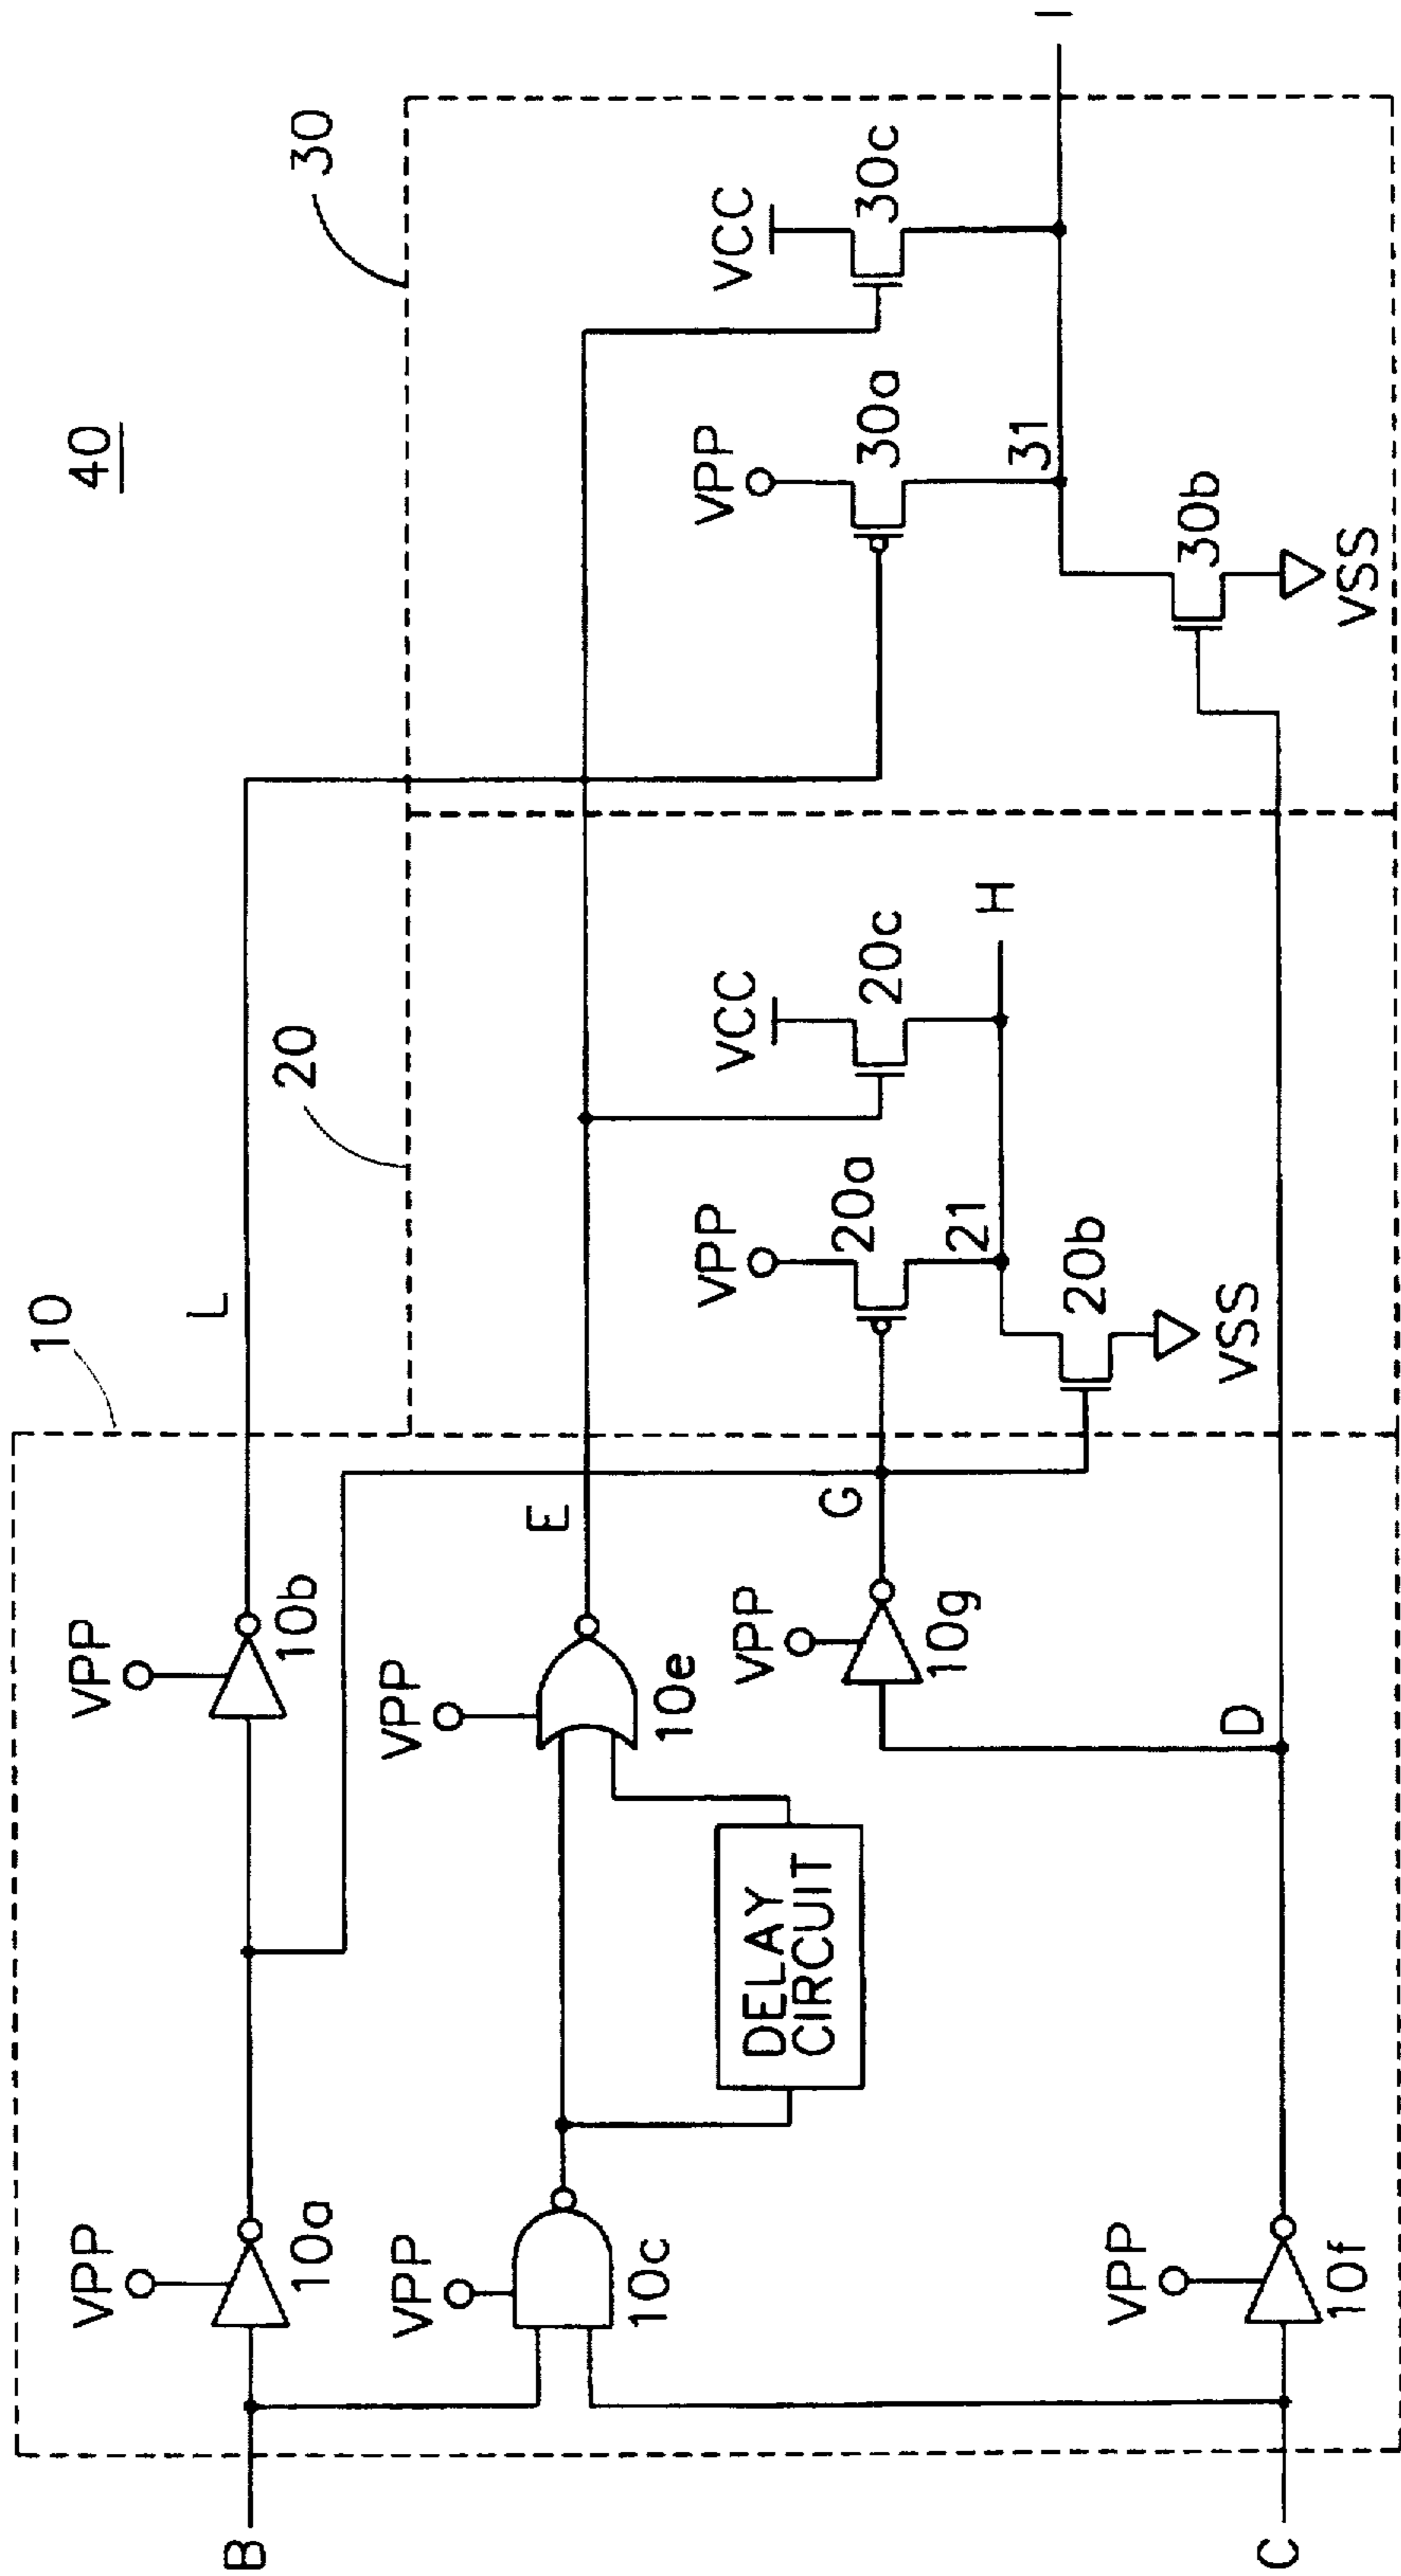 40
10
20
30
B
VPP
10a
VPP
10b
L
VPP
10c
VPP
10e
E
DELAY
CIRCUIT
VPP
10g
G
C
VPP
10f
D
VPP
20a
21
20b
VSS
VCC
20c
H
VPP
30a
31
30b
VSS
VCC
30c
I